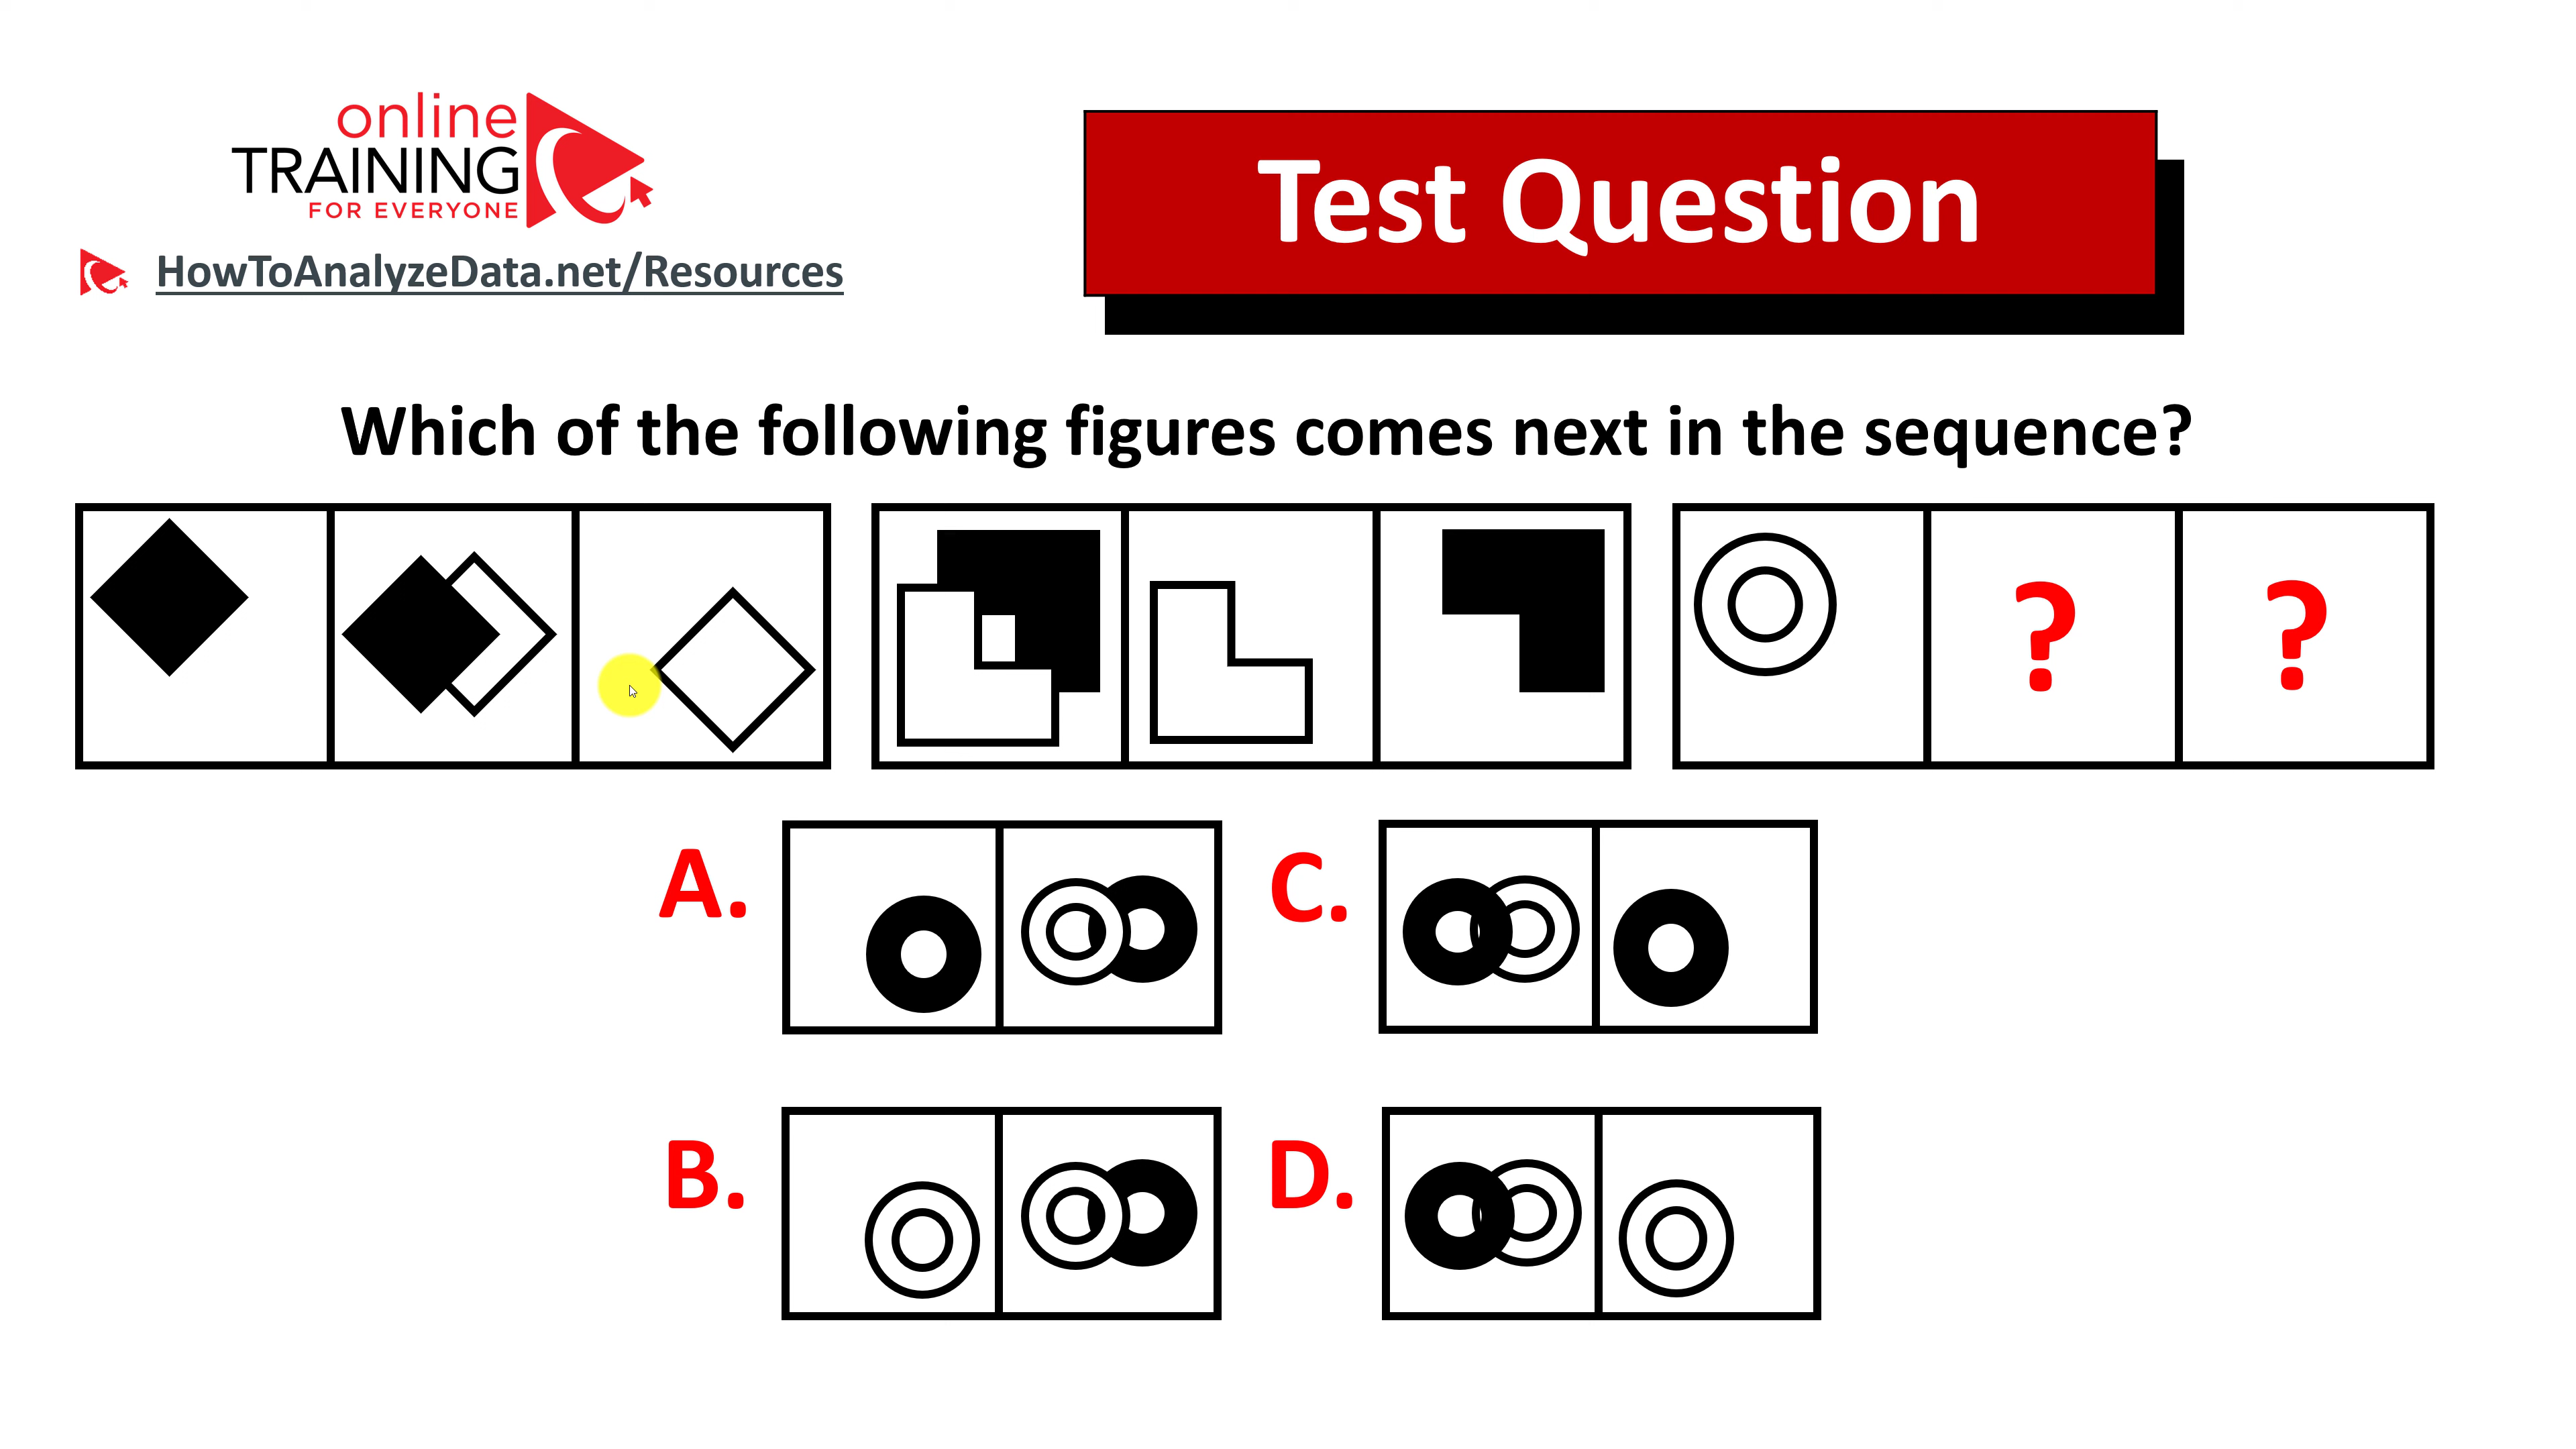 online
TRAINING
FOR EVERYONE
HowToAnalyzeData.net/Resources
Test Question
Which of the following figures comes next in the sequence?
? ?
A. C.
B. D.